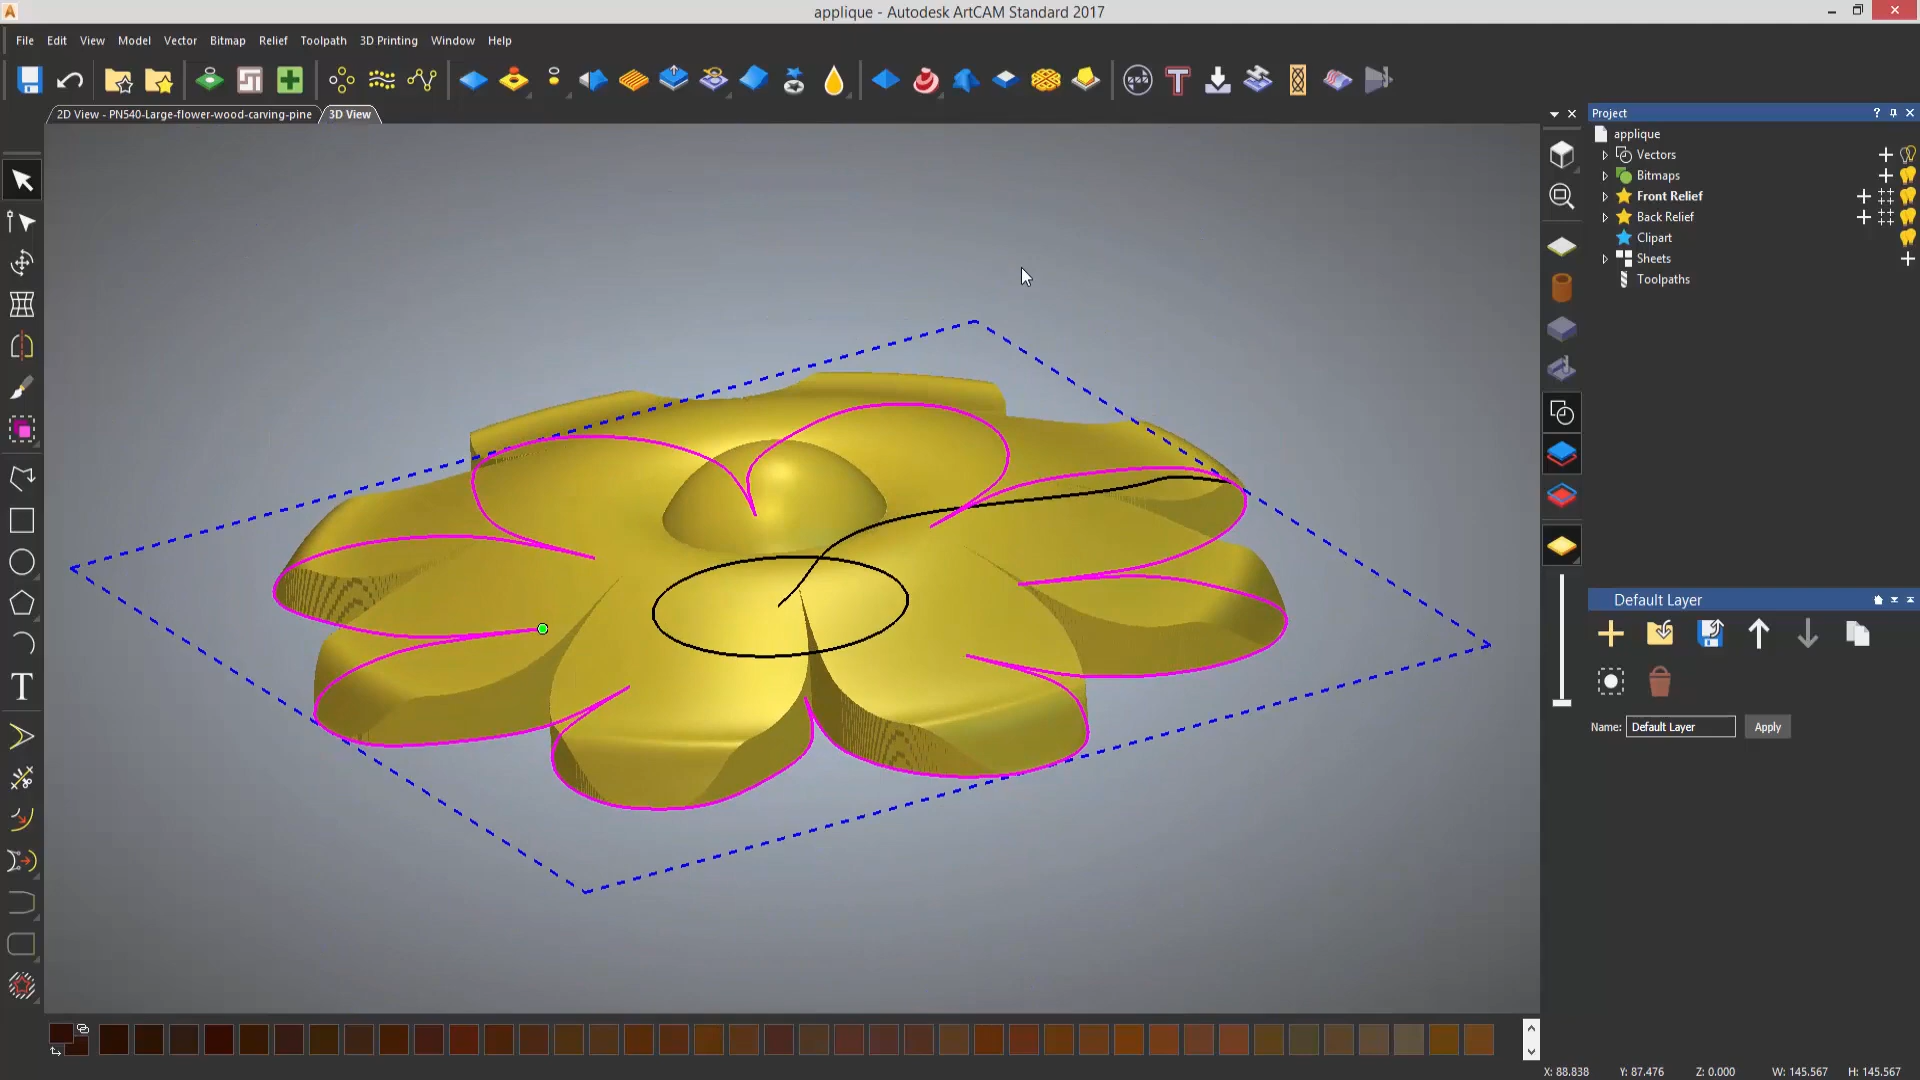 applique - Autodesk ArtCAM Standard 2017
File Edit View Model Vector Bitmap Relief Toolpath 3D Printing Window Help
2D View - PN540-Large-flower-wood-carving-pine 3D View
Project
applique
Vectors
Bitmaps
Front Relief
Back Relief
Clipart
Sheets
Toolpaths
Default Layer
Name: Default Layer Apply
X: 88.838 Y: 87.476 Z: 0.000 W: 145.567 H: 145.567